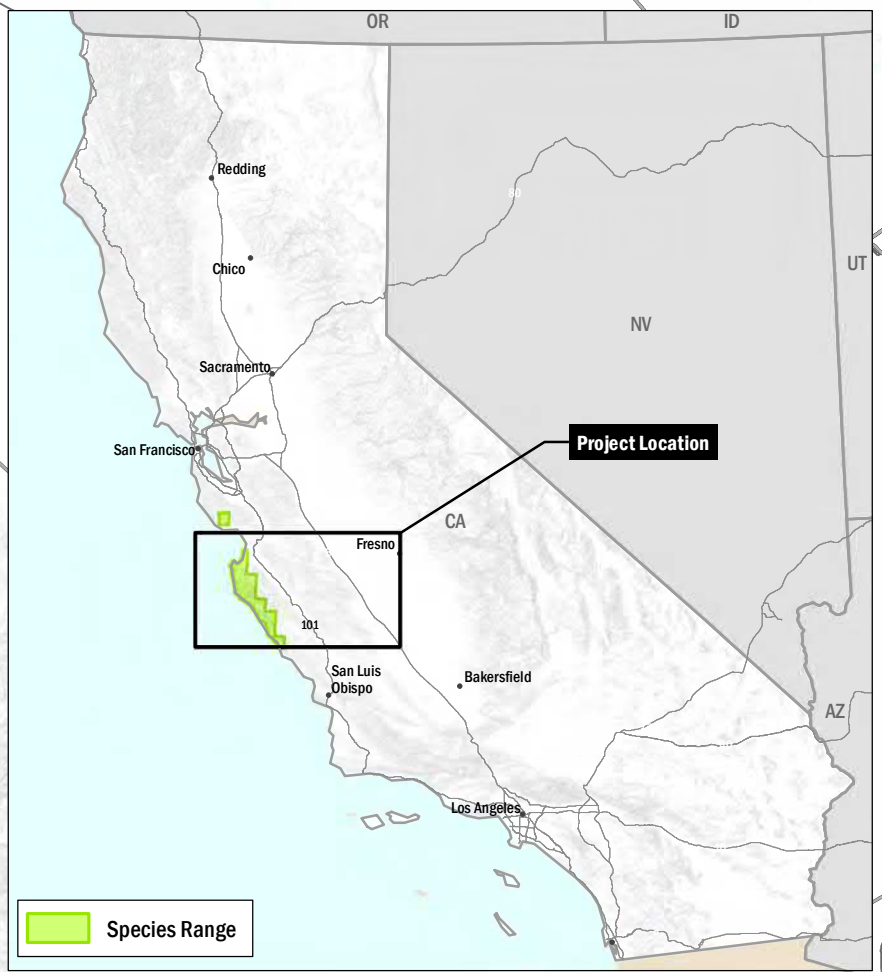 OR
ID
Redding
80
Chico
UT
NV
Sacramento
San Francisco
Project Location
CA
Fresno
101
San Luis
Obispo
Bakersfield
AZ
Los Angeles
Species Range